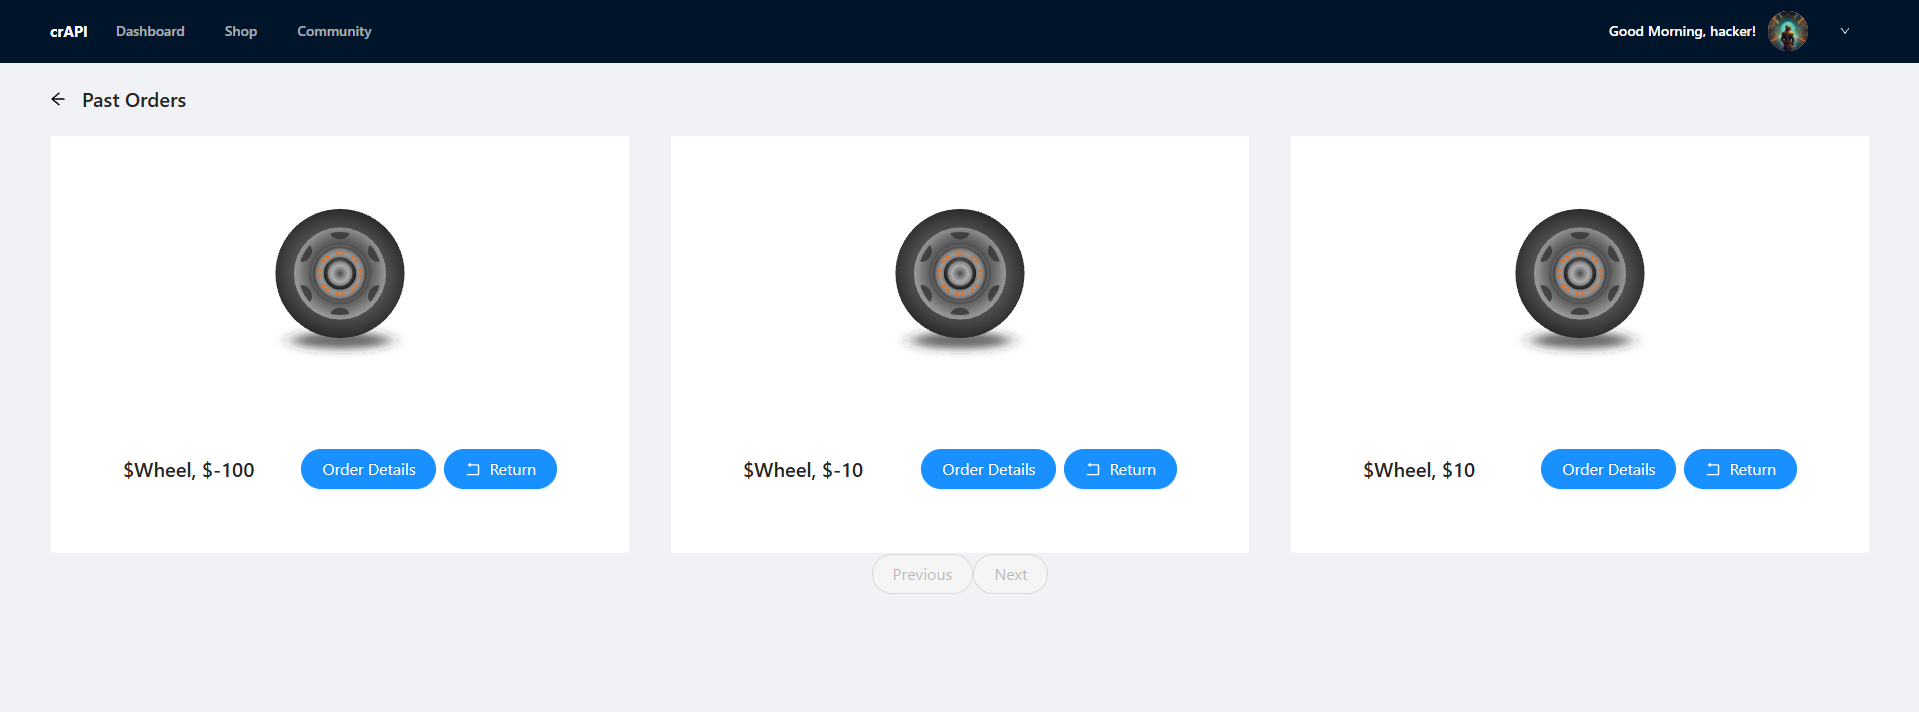 crAPI Dashboard Shop Community Good Morning, hacker!
Past Orders
$Wheel, $-100 Order Details Return
$Wheel, $-10 Order Details Return
$Wheel, $10 Order Details Return
Previous Next